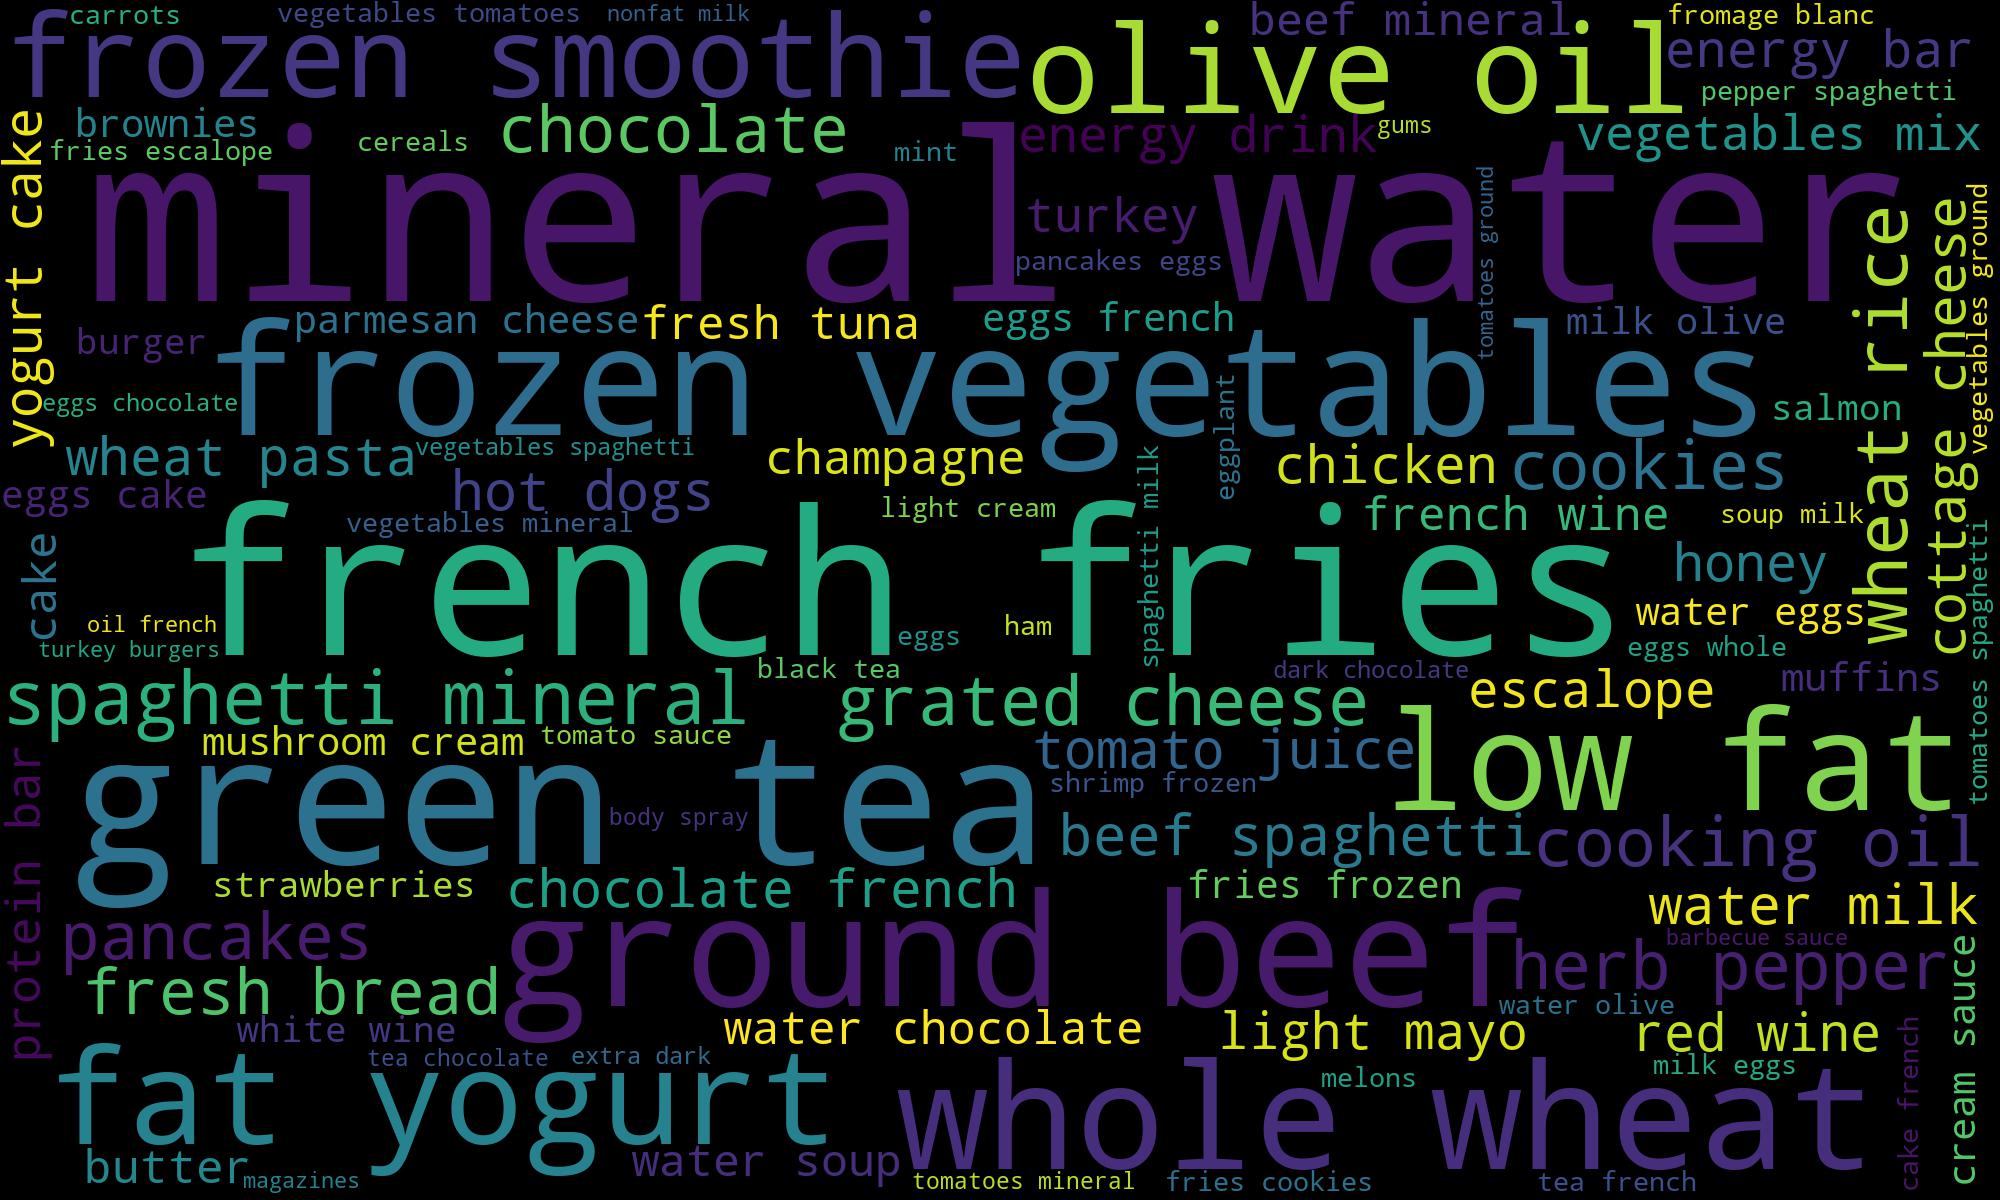 carrots
vegetables tomatoes
nonfat milk
beef mineral
fromage blanc
frozen smoothie
olive oil
energy bar
pepper spaghetti
brownies
fries escalope
cereals
chocolate
mint
energy drink
gums
vegetables mix
yogurt cake
mineral water
turkey
pancakes eggs
tomatoes ground
wheat rice
cottage cheese
vegetables ground
burger
parmesan cheese
fresh tuna
eggs french
milk olive
frozen vegetables
eggs chocolate
eggplant
salmon
wheat pasta
vegetables spaghetti
champagne
chicken
cookies
eggs cake
hot dogs
light cream
spaghetti milk
french wine
soup milk
vegetables mineral
cake
french fries
honey
tomatoes spaghetti
oil french
turkey burgers
eggs
ham
water eggs
eggs whole
black tea
dark chocolate
muffins
spaghetti mineral
grated cheese
escalope
mushroom cream
tomato sauce
tomato juice
low fat
protein bar
green tea
shrimp frozen
body spray
beef spaghetti
cooking oil
strawberries
chocolate french
fries frozen
water milk
pancakes
ground beef
barbecue sauce
herb pepper
cream sauce
fresh bread
water olive
white wine
water chocolate
light mayo
red wine
tea chocolate
extra dark
milk eggs
fat yogurt
whole wheat
melons
cake french
butter
magazines
water soup
tomatoes mineral
fries cookies
tea french